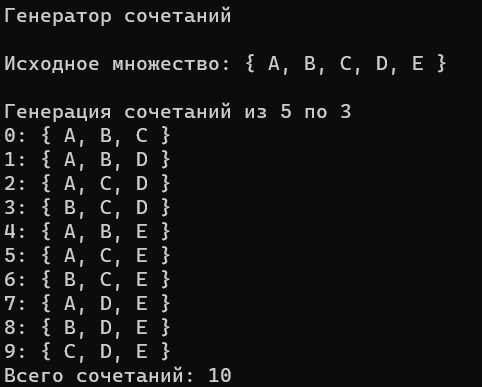 Генератор сочетаний
Исходное множество: { A, B, C, D, E }
Генерация сочетаний из 5 по 3
0: { A, B, C }
1: { A, B, D }
2: { A, C, D }
3: { B, C, D }
4: { A, B, E }
5: { A, C, E }
6: { B, C, E }
7: { A, D, E }
8: { B, D, E }
9: { C, D, E }
Всего сочетаний: 10